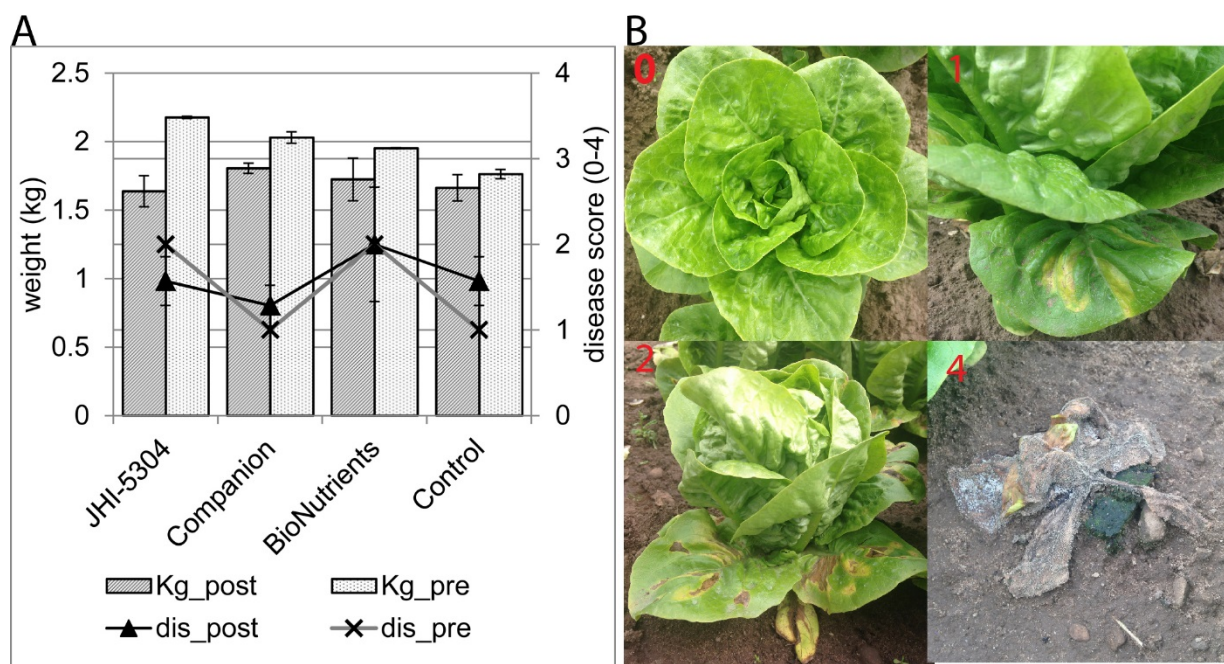 A
B
2.5
2
1.5
1
0.5
0
weight (kg)
4
3
2
1
0
disease score (0-4)
JHI-5304
Companion
BioNutrients
Control
Kg_post
Kg_pre
dis_post
dis_pre
0
1
2
4